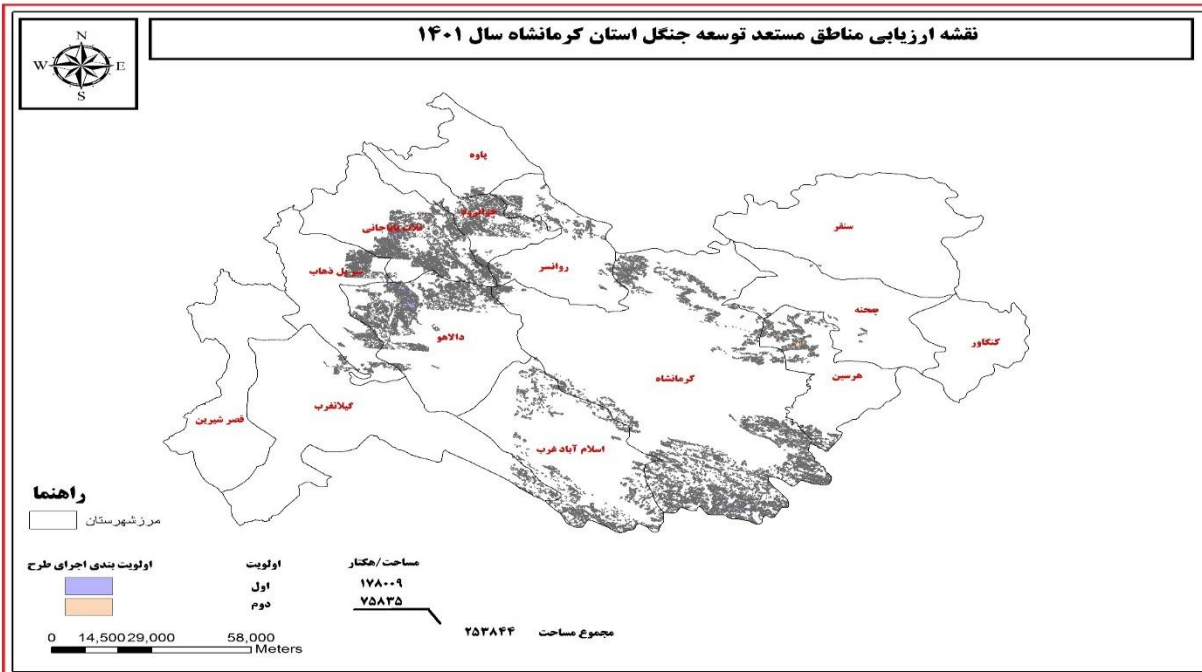 نقشه ارزیابی مناطق مستعد توسعه جنگل استان کرمانشاه سال ۱۴۰۱
N
W E
S
پاوه
جوانرود
ثلاث باباجانی
سنقر
روانسر
سرپل ذهاب
صحنه
دالاهو
کنگاور
هرسین
کرمانشاه
گیلانغرب
قصر شیرین
اسلام آباد غرب
راهنما
مرزشهرستان
اولویت بندی اجرای طرح اولویت مساحت/هکتار
اول ۱۷۸۰۰۹
دوم ۷۵۸۳۵
مجموع مساحت ۲۵۳۸۴۴
0 14,500 29,000 58,000
Meters